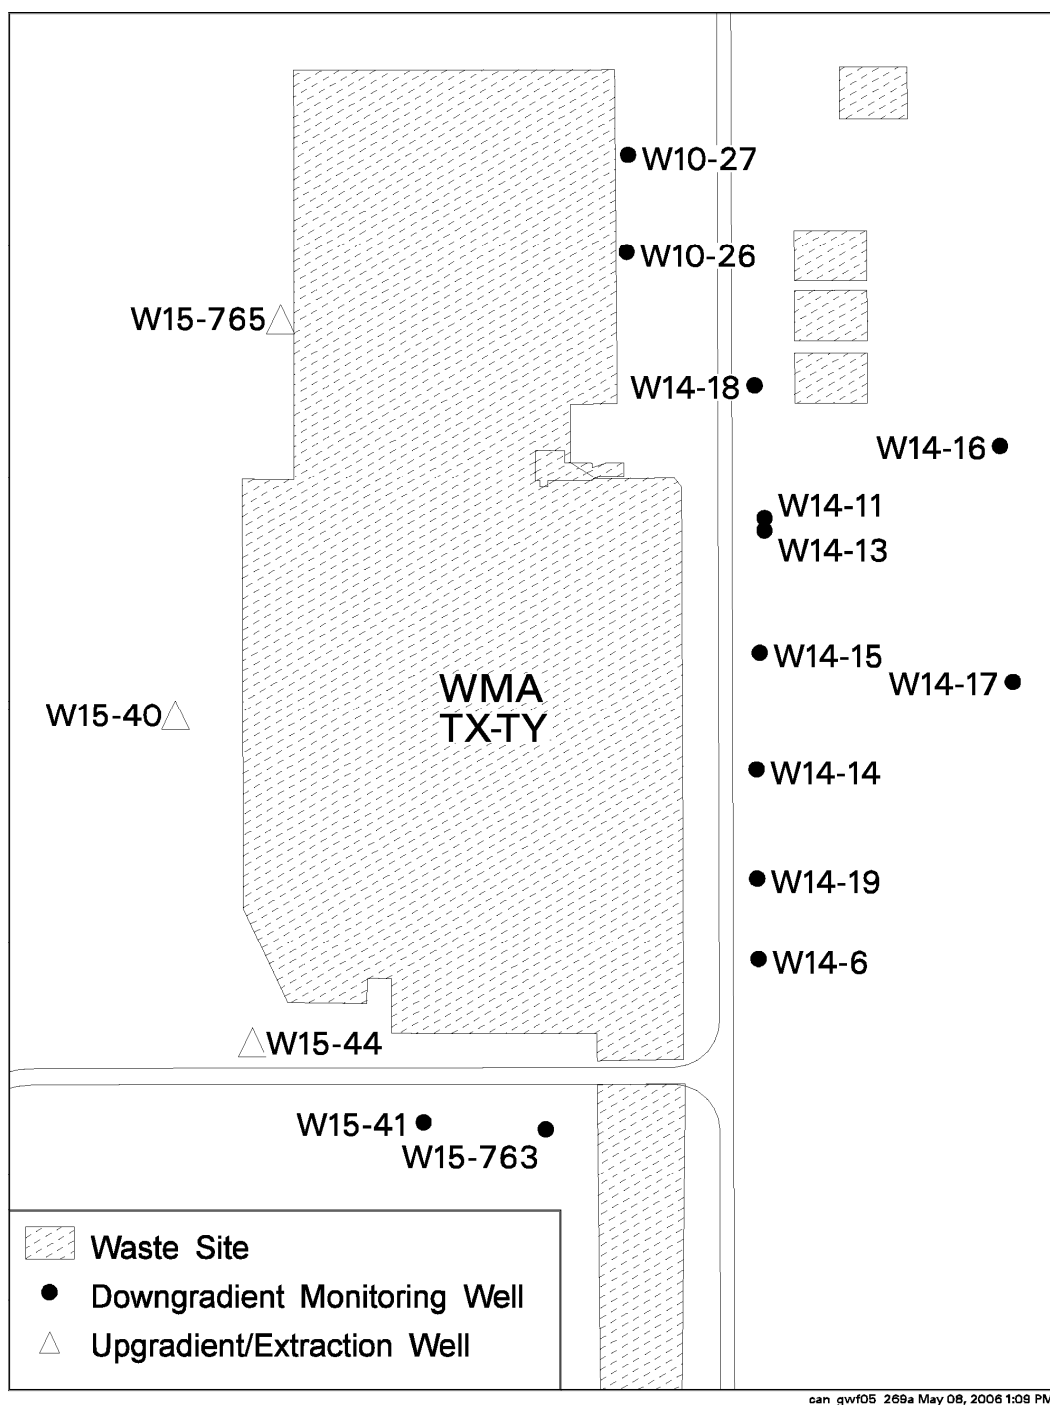 W10-27
W10-26
W15-765
W14-18
W14-16
W14-11
W14-13
W14-15
W14-17
WMA
TX-TY
W15-40
W14-14
W14-19
W14-6
W15-44
W15-41
W15-763
Waste Site
Downgradient Monitoring Well
Upgradient/Extraction Well
can_gwf05_269a May 08, 2006 1:09 PM